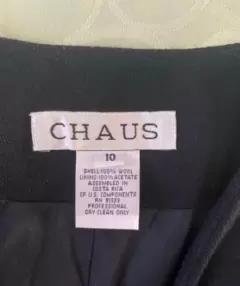 CHAUS
10
SHELL:100% WOOL
LINING:100% ACETATE
ASSEMBLED IN
COSTA RICA
OF U.S. COMPONENTS
RN 51033
PROFESSIONAL
DRY CLEAN ONLY